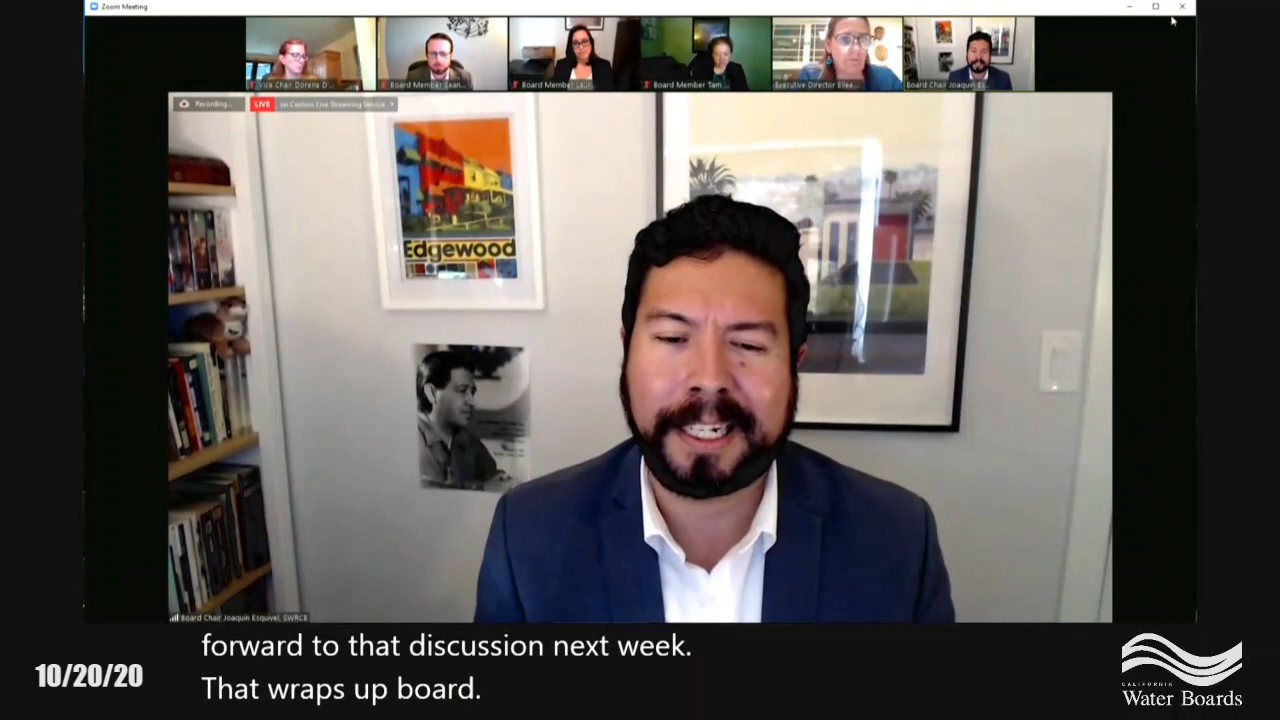 Zoom Meeting
Vice Chair Dorene D'...
Board Member Sean...
Board Member Laur...
Board Member Tam...
Executive Director Eilee...
Board Chair Joaquin E...
Recording...
LIVE
on Custom Live Streaming Service
Edgewood
Board Chair Joaquin Esquivel, SWRCB
forward to that discussion next week.
That wraps up board.
10/20/20
CALIFORNIA
Water Boards